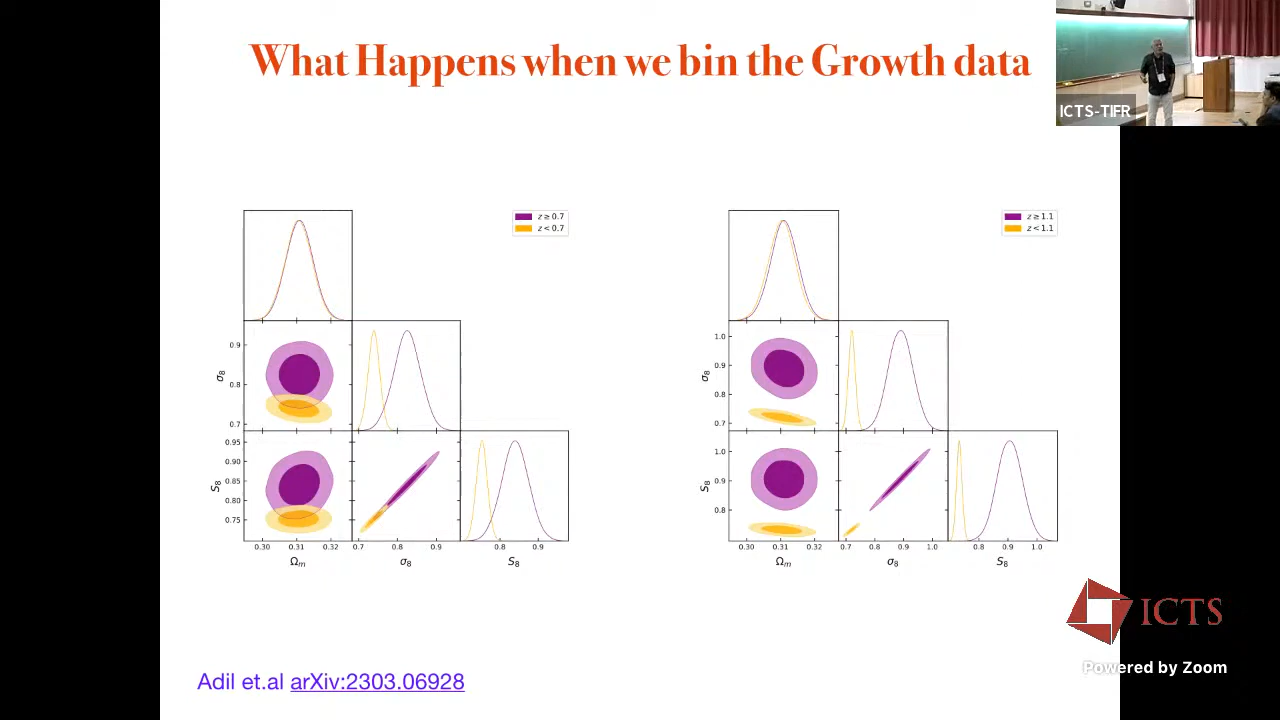 What Happens when we bin the Growth data
ICTS-TIFR
z ≥ 0.7
z < 0.7
z ≥ 1.1
z < 1.1
0.9
0.8
0.7
σ8
0.95
0.90
0.85
0.80
0.75
S8
0.30 0.31 0.32
0.7 0.8 0.9
0.8 0.9
Ωm
σ8
S8
1.0
0.9
0.8
0.7
σ8
1.0
0.9
0.8
S8
0.30 0.31 0.32
0.7 0.8 0.9 1.0
0.8 0.9 1.0
Ωm
σ8
S8
ICTS
Powered by Zoom
Adil et.al arXiv:2303.06928